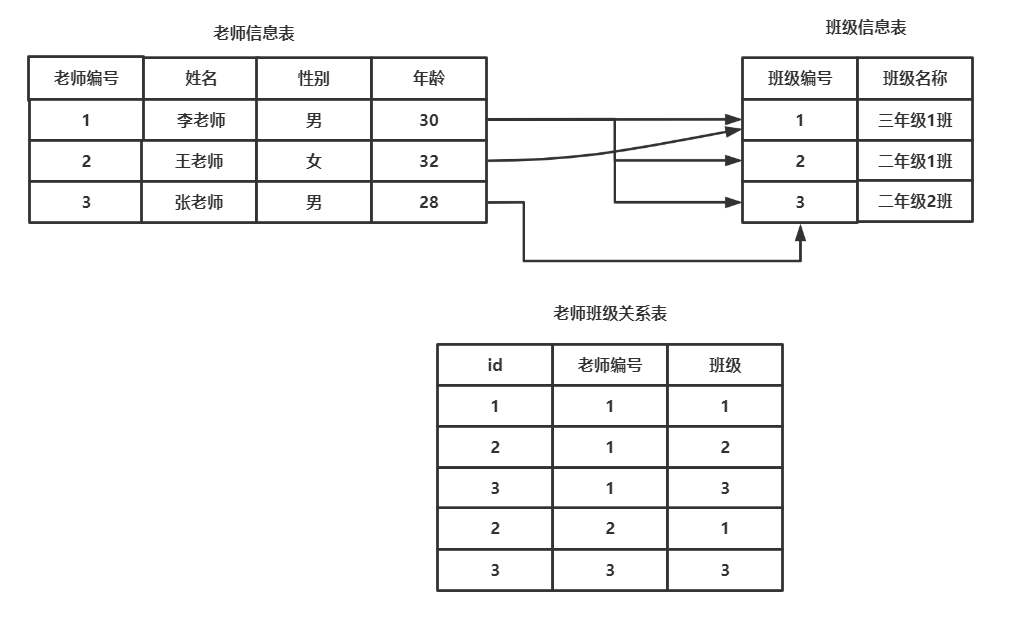 老师信息表
老师编号 姓名 性别 年龄
1 李老师 男 30
2 王老师 女 32
3 张老师 男 28
班级信息表
班级编号 班级名称
1 三年级1班
2 二年级1班
3 二年级2班
老师班级关系表
id 老师编号 班级
1 1 1
2 1 2
3 1 3
2 2 1
3 3 3